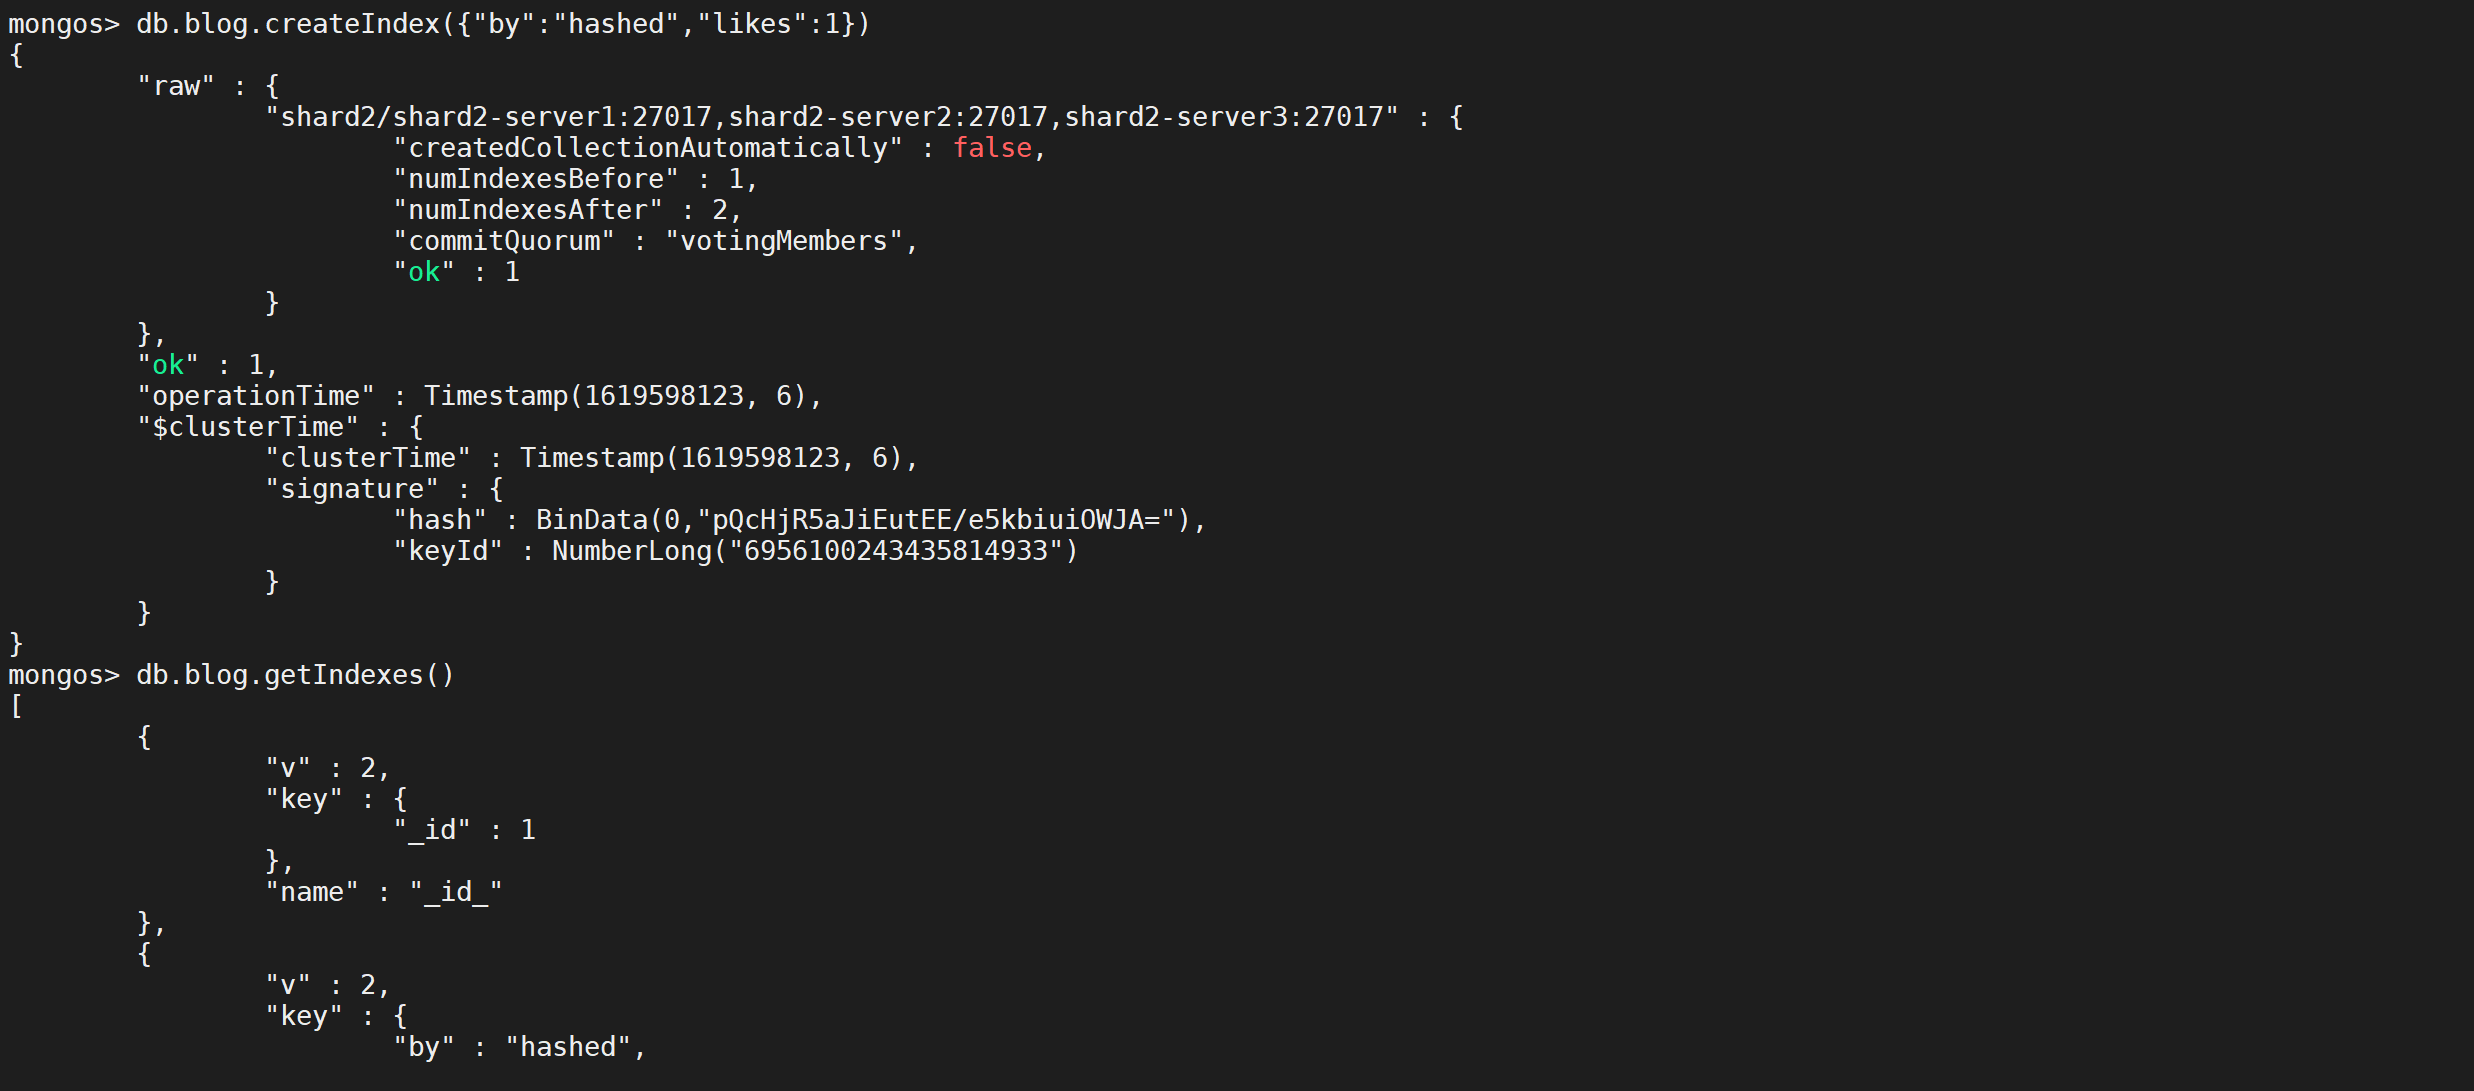 mongos> db.blog.createIndex({"by":"hashed","likes":1})
{
	"raw" : {
		"shard2/shard2-server1:27017,shard2-server2:27017,shard2-server3:27017" : {
			"createdCollectionAutomatically" : false,
			"numIndexesBefore" : 1,
			"numIndexesAfter" : 2,
			"commitQuorum" : "votingMembers",
			"ok" : 1
		}
	},
	"ok" : 1,
	"operationTime" : Timestamp(1619598123, 6),
	"$clusterTime" : {
		"clusterTime" : Timestamp(1619598123, 6),
		"signature" : {
			"hash" : BinData(0,"pQcHjR5aJiEutEE/e5kbiuiOWJA="),
			"keyId" : NumberLong("6956100243435814933")
		}
	}
}
mongos> db.blog.getIndexes()
[
	{
		"v" : 2,
		"key" : {
			"_id" : 1
		},
		"name" : "_id_"
	},
	{
		"v" : 2,
		"key" : {
			"by" : "hashed",